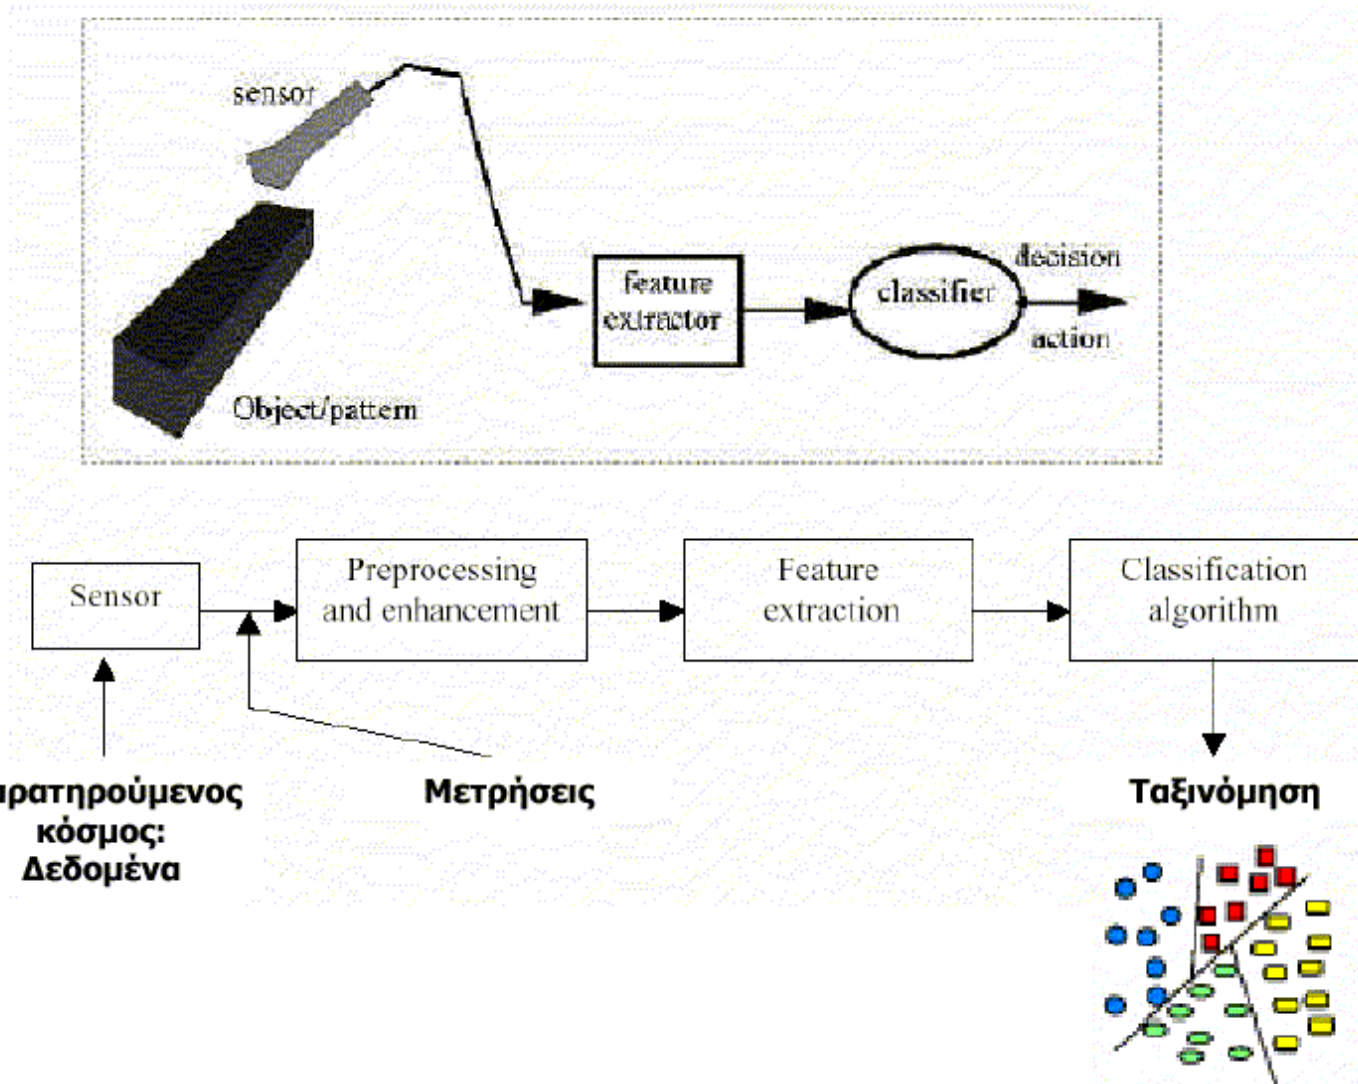 sensor
feature
extractor
classifier
decision
action
Object/pattern
Sensor
Preprocessing
and enhancement
Feature
extraction
Classification
algorithm
κόσμος:
Δεδομένα
Μετρήσεις
Ταξινόμηση